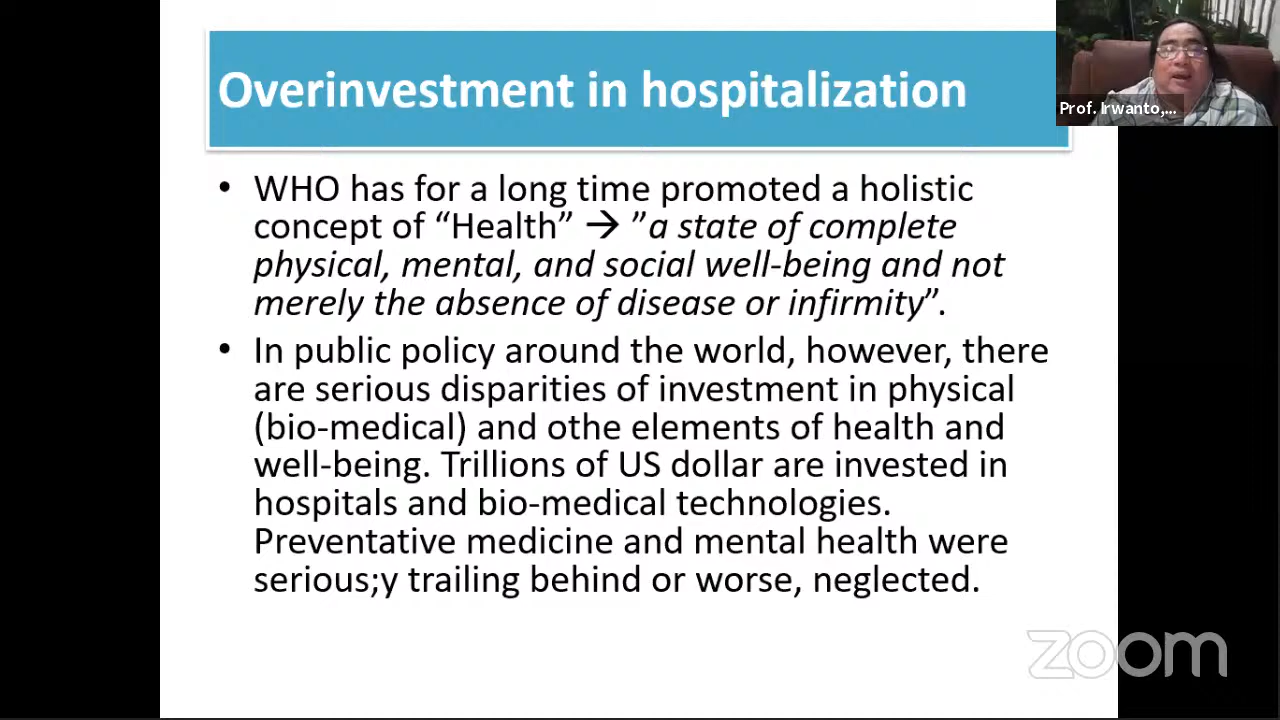 Overinvestment in hospitalization
Prof. Irwanto,...
• WHO has for a long time promoted a holistic
concept of “Health” → ”a state of complete
physical, mental, and social well-being and not
merely the absence of disease or infirmity”.
• In public policy around the world, however, there
are serious disparities of investment in physical
(bio-medical) and othe elements of health and
well-being. Trillions of US dollar are invested in
hospitals and bio-medical technologies.
Preventative medicine and mental health were
serious;y trailing behind or worse, neglected.
zoom